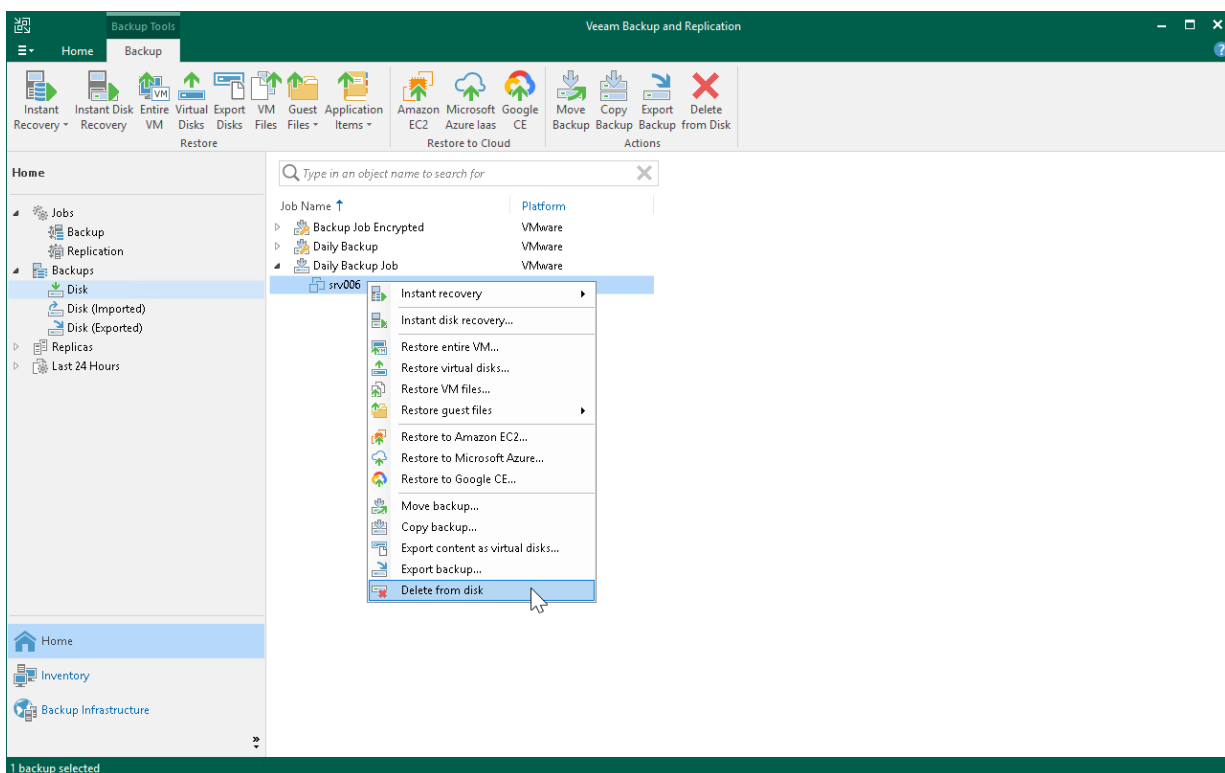 Backup Tools
Veeam Backup and Replication
Home
Backup
Instant Recovery
Instant Disk Recovery
Entire VM
Virtual Disks
Export Disks
VM Files
Guest Files
Application Items
Restore
Amazon EC2
Microsoft Azure Iaas
Google CE
Restore to Cloud
Move Backup
Copy Backup
Export Backup
Delete from Disk
Actions
Home
Jobs
Backup
Replication
Backups
Disk
Disk (Imported)
Disk (Exported)
Replicas
Last 24 Hours
Home
Inventory
Backup Infrastructure
Type in an object name to search for
Job Name
Platform
Backup Job Encrypted
VMware
Daily Backup
VMware
Daily Backup Job
VMware
srv006
Instant recovery
Instant disk recovery...
Restore entire VM...
Restore virtual disks...
Restore VM files...
Restore guest files
Restore to Amazon EC2...
Restore to Microsoft Azure...
Restore to Google CE...
Move backup...
Copy backup...
Export content as virtual disks...
Export backup...
Delete from disk
1 backup selected